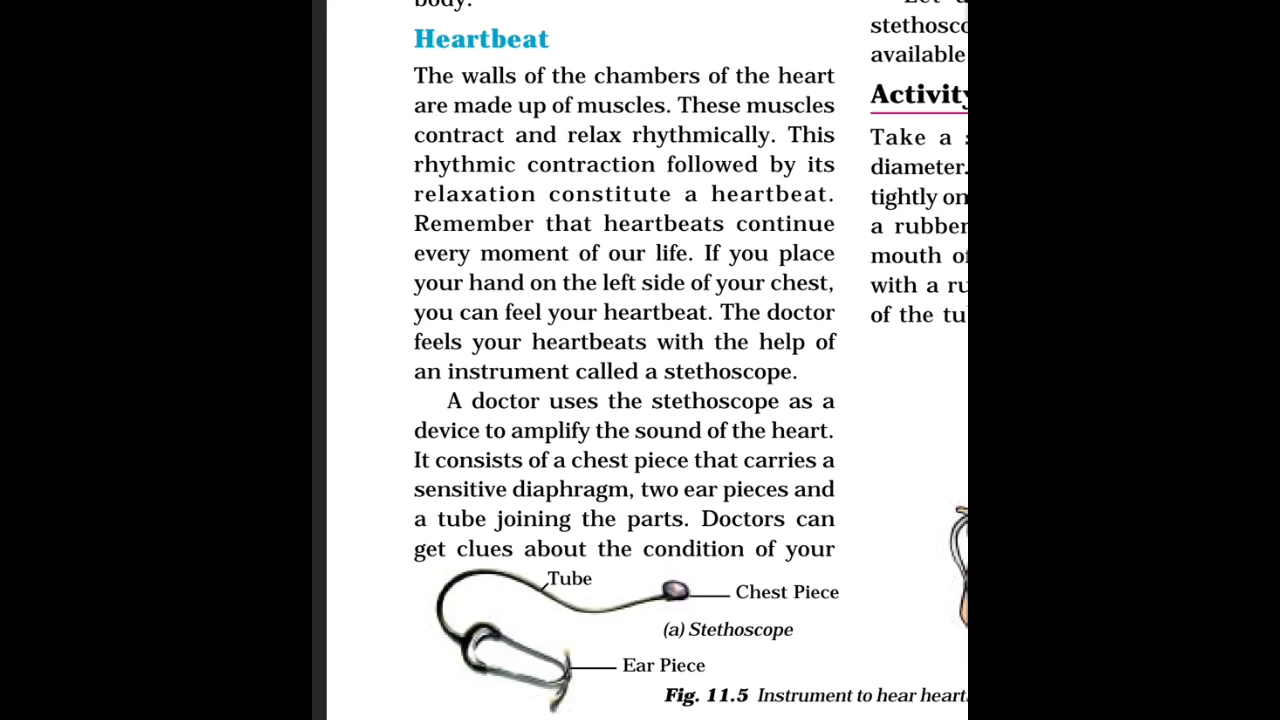 body.
Heartbeat
The walls of the chambers of the heart
are made up of muscles. These muscles
contract and relax rhythmically. This
rhythmic contraction followed by its
relaxation constitute a heartbeat.
Remember that heartbeats continue
every moment of our life. If you place
your hand on the left side of your chest,
you can feel your heartbeat. The doctor
feels your heartbeats with the help of
an instrument called a stethoscope.
A doctor uses the stethoscope as a
device to amplify the sound of the heart.
It consists of a chest piece that carries a
sensitive diaphragm, two ear pieces and
a tube joining the parts. Doctors can
get clues about the condition of your
Tube
Chest Piece
(a) Stethoscope
Ear Piece
Fig. 11.5 Instrument to hear heart
available
Activity
Take a
diameter.
tightly on
a rubber
mouth of
with a
of the